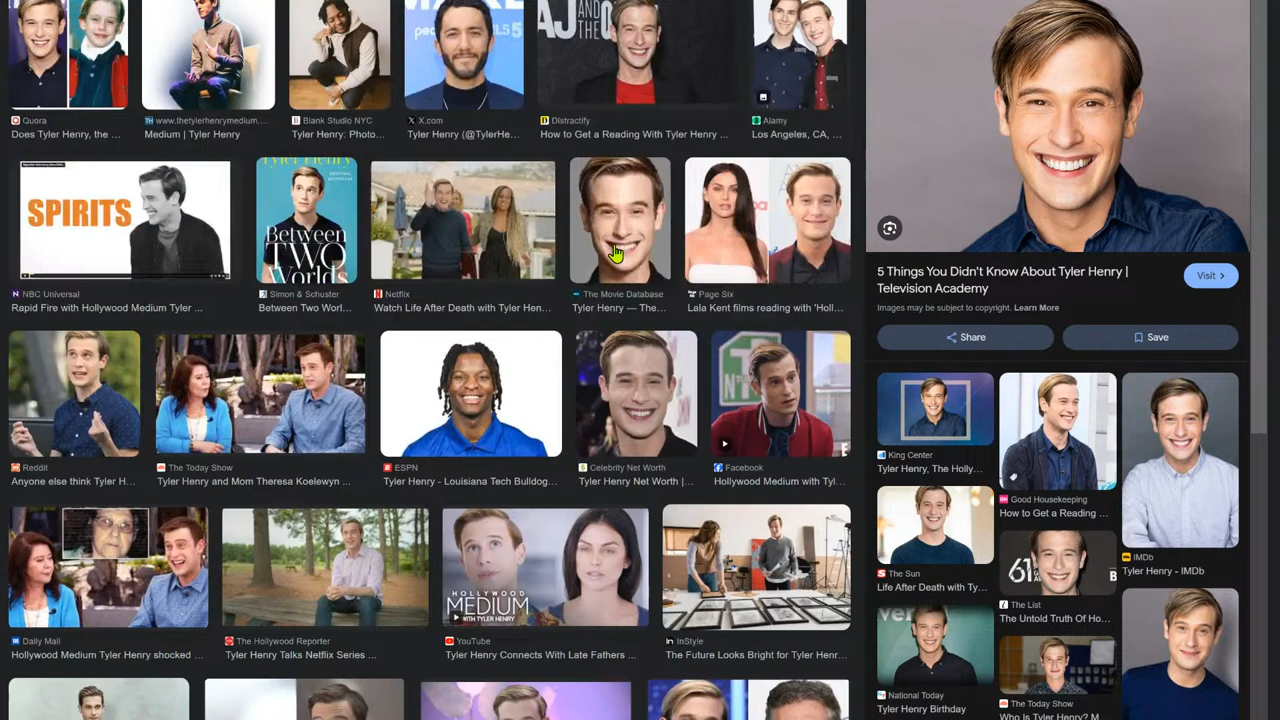 Quora
Does Tyler Henry, the ...
www.thetylerhenrymedium....
Medium | Tyler Henry
Blank Studio NYC
Tyler Henry: Photo...
X.com
Tyler Henry (@TylerHe...
Distractify
How to Get a Reading With Tyler Henry ...
Alamy
Los Angeles, CA, ...
SPIRITS
NBC Universal
Rapid Fire with Hollywood Medium Tyler ...
Tyler Henry
Between
TWO
Worlds
Simon & Schuster
Between Two Worl...
Netflix
Watch Life After Death with Tyler Hen...
The Movie Database
Tyler Henry — The...
Page Six
Lala Kent films reading with 'Holl...
5 Things You Didn't Know About Tyler Henry |
Television Academy
Visit
Images may be subject to copyright. Learn More
Share
Save
Reddit
Anyone else think Tyler H...
The Today Show
Tyler Henry and Mom Theresa Koelewyn ...
ESPN
Tyler Henry - Louisiana Tech Bulldog...
Celebrity Net Worth
Tyler Henry Net Worth |...
Facebook
Hollywood Medium with Tyl...
King Center
Tyler Henry, The Holly...
Good Housekeeping
How to Get a Reading ...
IMDb
Tyler Henry - IMDb
The Sun
Life After Death with Ty...
61
The List
The Untold Truth Of Ho...
National Today
Tyler Henry Birthday
The Today Show
Who Is Tyler Henry? M
Daily Mail
Hollywood Medium Tyler Henry shocked ...
The Hollywood Reporter
Tyler Henry Talks Netflix Series ...
HOLLYWOOD
MEDIUM
WITH TYLER HENRY
YouTube
Tyler Henry Connects With Late Fathers ...
InStyle
The Future Looks Bright for Tyler Henr...